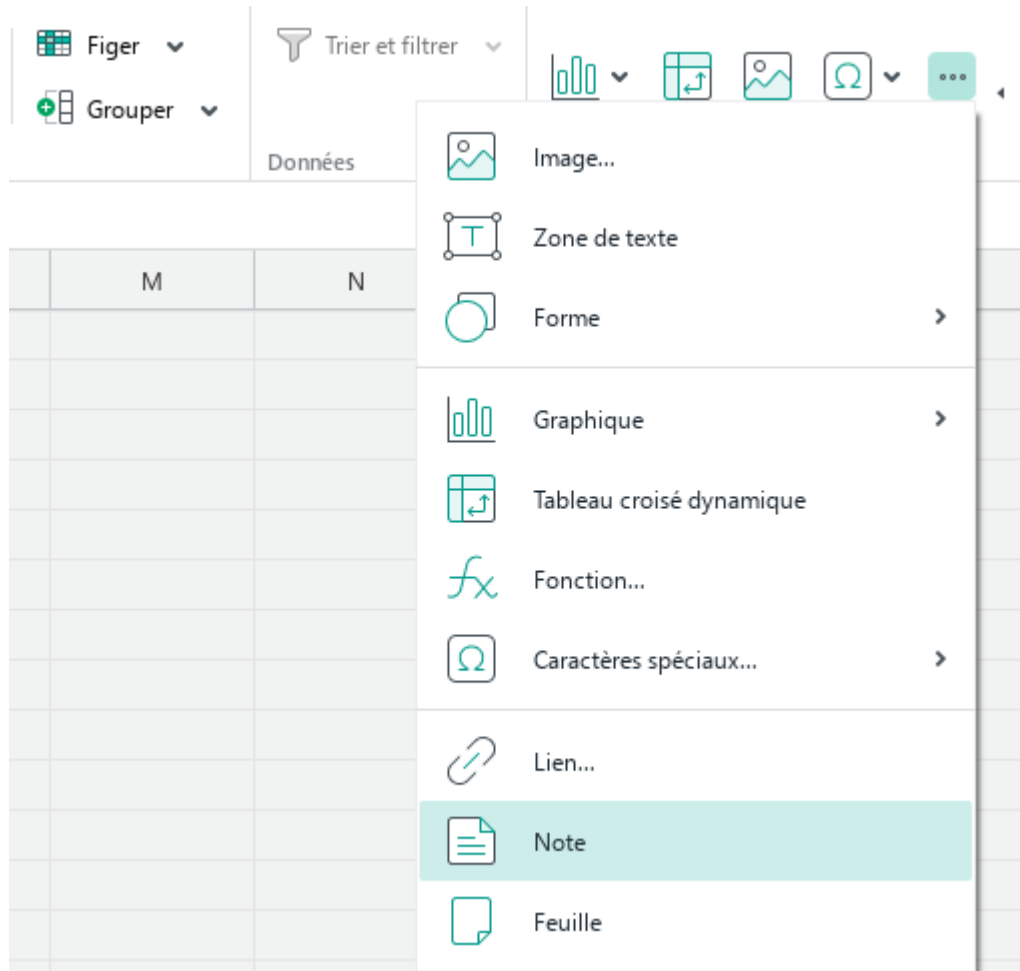 Figer
Trier et filtrer
Grouper
Données
Image...
Zone de texte
M
N
Forme
Graphique
Tableau croisé dynamique
Fonction...
Caractères spéciaux...
Lien...
Note
Feuille